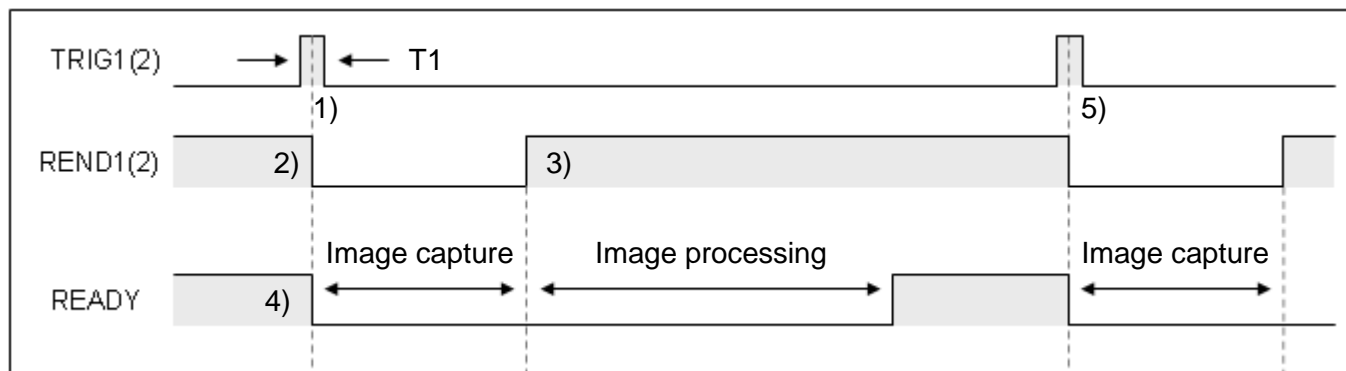 TRIG1(2)
T1
1)
5)
REND1(2)
2)
3)
Image capture
Image processing
Image capture
READY
4)